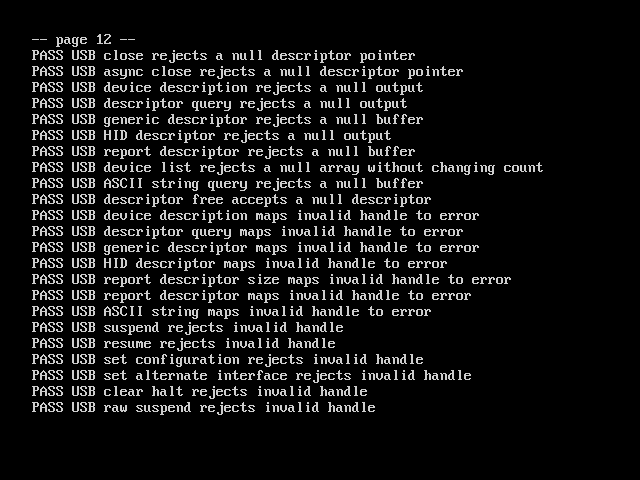 -- page 12 --
PASS USB close rejects a null descriptor pointer
PASS USB async close rejects a null descriptor pointer
PASS USB device description rejects a null output
PASS USB descriptor query rejects a null output
PASS USB generic descriptor rejects a null buffer
PASS USB HID descriptor rejects a null output
PASS USB report descriptor rejects a null buffer
PASS USB device list rejects a null array without changing count
PASS USB ASCII string query rejects a null buffer
PASS USB descriptor free accepts a null descriptor
PASS USB device description maps invalid handle to error
PASS USB descriptor query maps invalid handle to error
PASS USB generic descriptor maps invalid handle to error
PASS USB HID descriptor maps invalid handle to error
PASS USB report descriptor size maps invalid handle to error
PASS USB report descriptor maps invalid handle to error
PASS USB ASCII string maps invalid handle to error
PASS USB suspend rejects invalid handle
PASS USB resume rejects invalid handle
PASS USB set configuration rejects invalid handle
PASS USB set alternate interface rejects invalid handle
PASS USB clear halt rejects invalid handle
PASS USB raw suspend rejects invalid handle